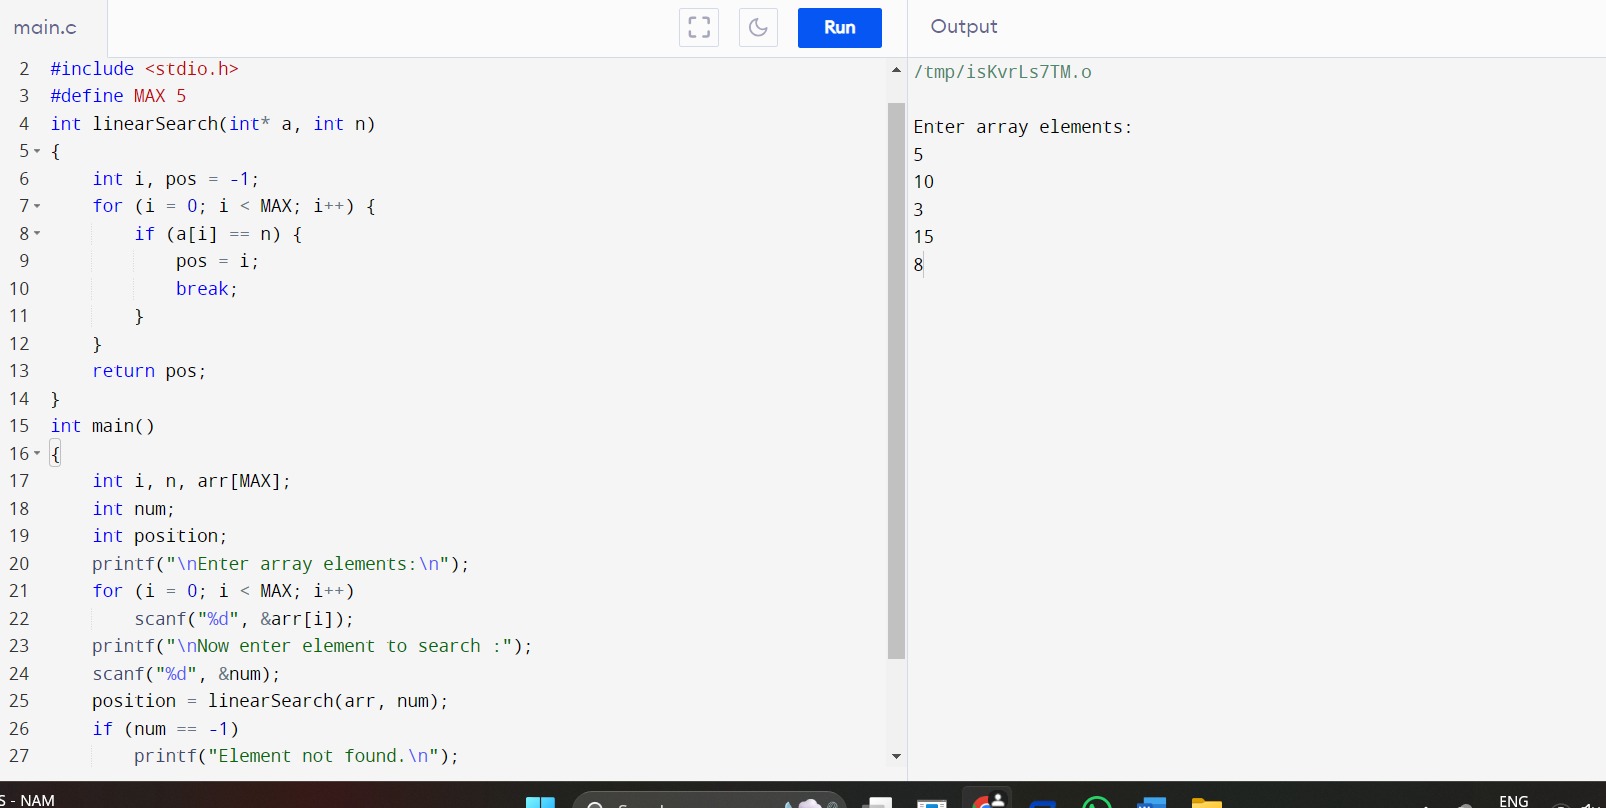 main.c
Run
Output
2 #include <stdio.h>
3 #define MAX 5
4 int linearSearch(int* a, int n)
5 {
6 int i, pos = -1;
7 for (i = 0; i < MAX; i++) {
8 if (a[i] == n) {
9 pos = i;
10 break;
11 }
12 }
13 return pos;
14 }
15 int main()
16 {
17 int i, n, arr[MAX];
18 int num;
19 int position;
20 printf("\nEnter array elements:\n");
21 for (i = 0; i < MAX; i++)
22 scanf("%d", &arr[i]);
23 printf("\nNow enter element to search :");
24 scanf("%d", &num);
25 position = linearSearch(arr, num);
26 if (num == -1)
27 printf("Element not found.\n");
/tmp/isKvrLs7TM.o
Enter array elements:
5
10
3
15
8
S - NAM
ENG